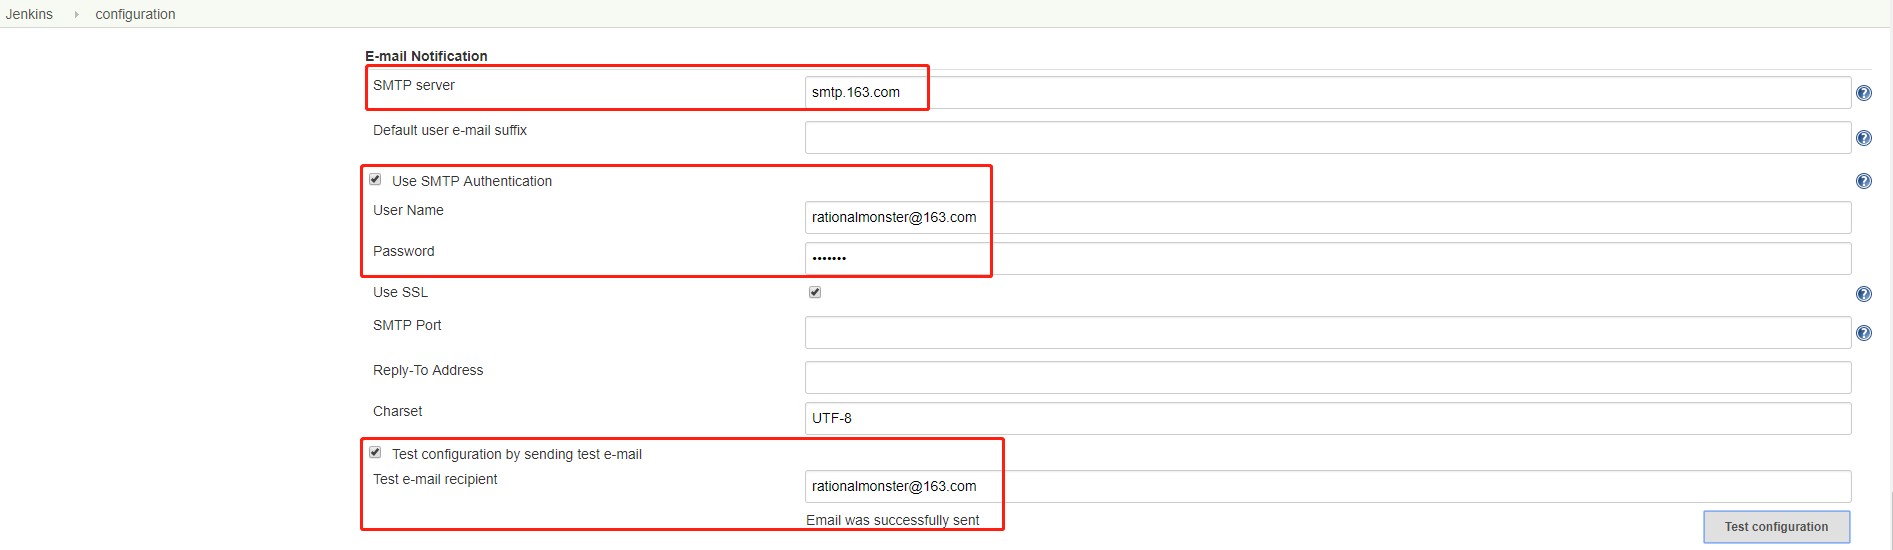 Jenkins configuration
E-mail Notification
SMTP server
smtp.163.com
Default user e-mail suffix
Use SMTP Authentication
User Name
rationalmonster@163.com
Password
•••••••
Use SSL
SMTP Port
Reply-To Address
Charset
UTF-8
Test configuration by sending test e-mail
Test e-mail recipient
rationalmonster@163.com
Email was successfully sent
Test configuration